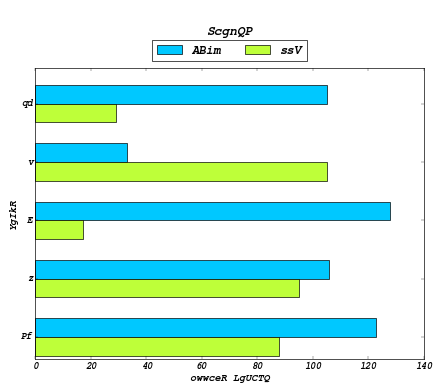 ScgnQP
ABim ssV
qd
v
E
z
Pf
YgIkR
0 20 40 60 80 100 120 140
owwceR LgUCTQ